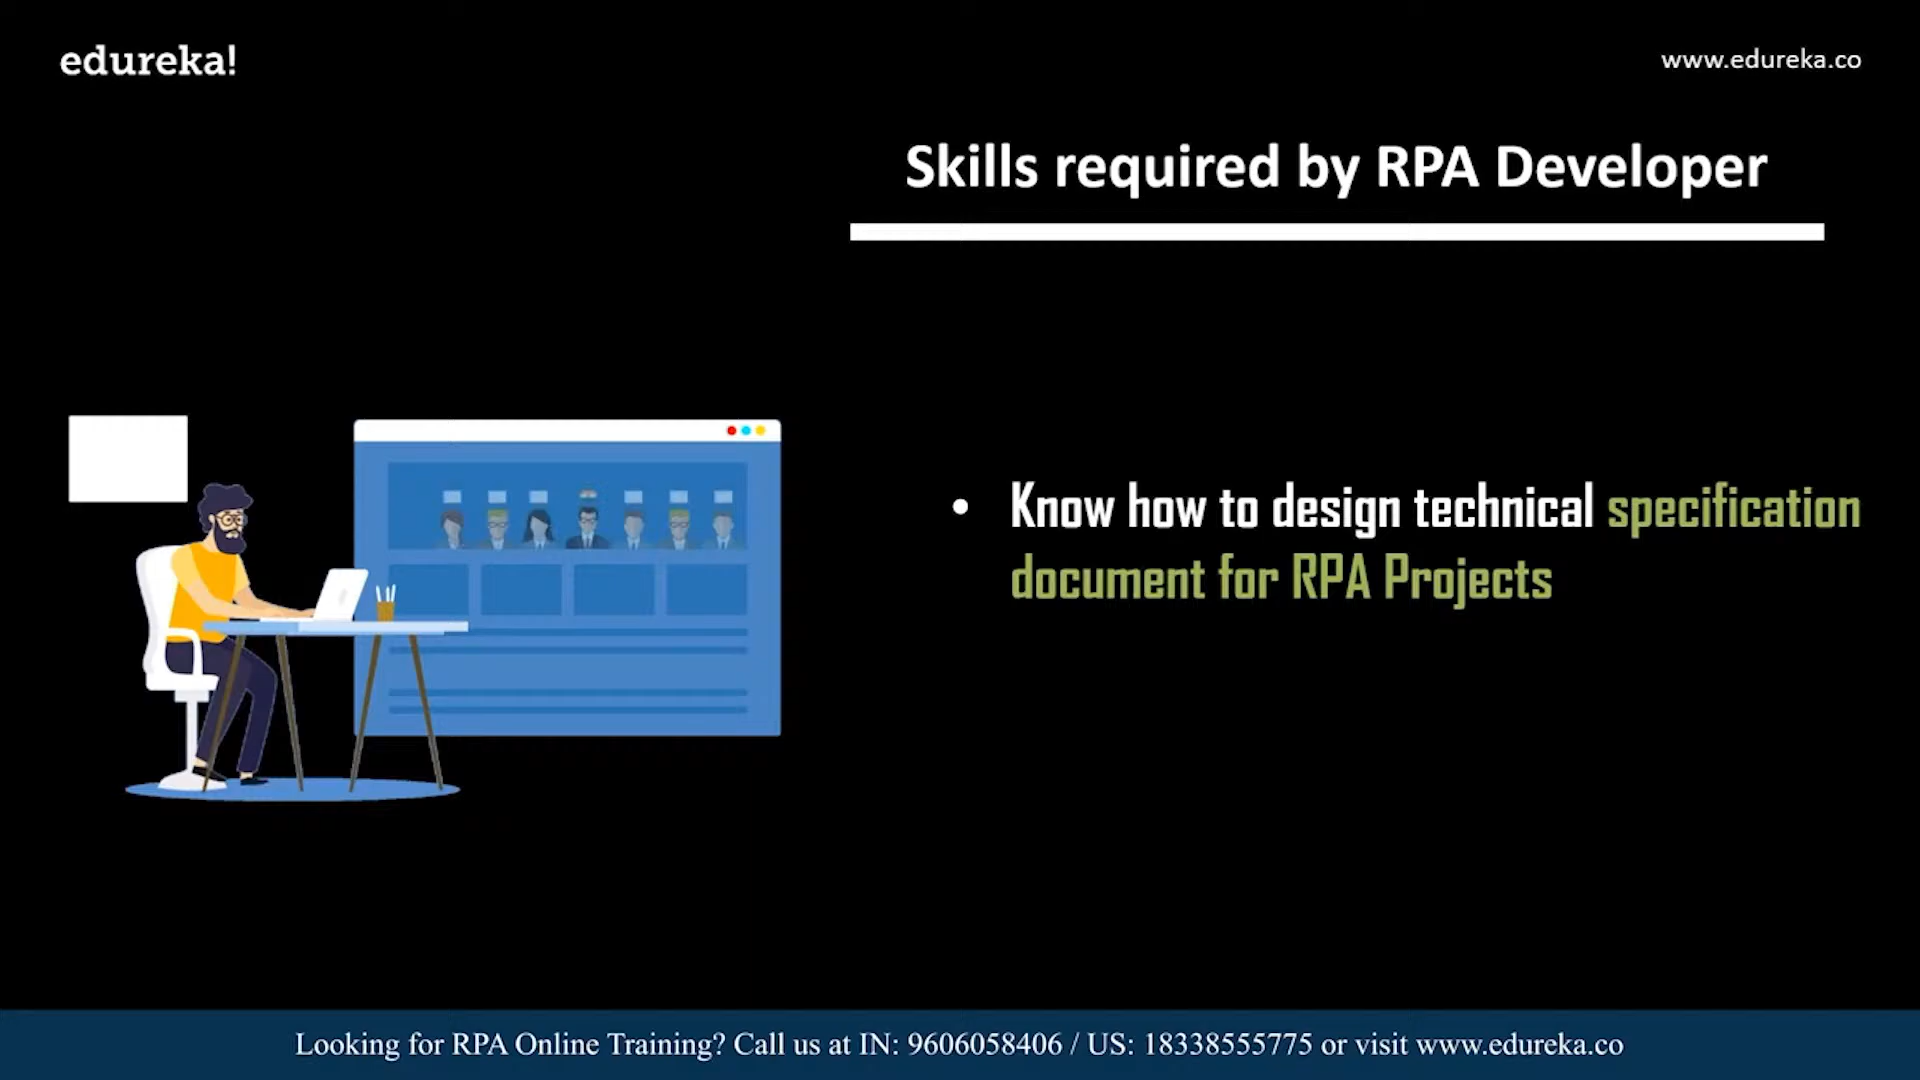 edureka!
www.edureka.co
Skills required by RPA Developer
• Know how to design technical specification
document for RPA Projects
Looking for RPA Online Training? Call us at IN: 9606058406 / US: 18338555775 or visit www.edureka.co